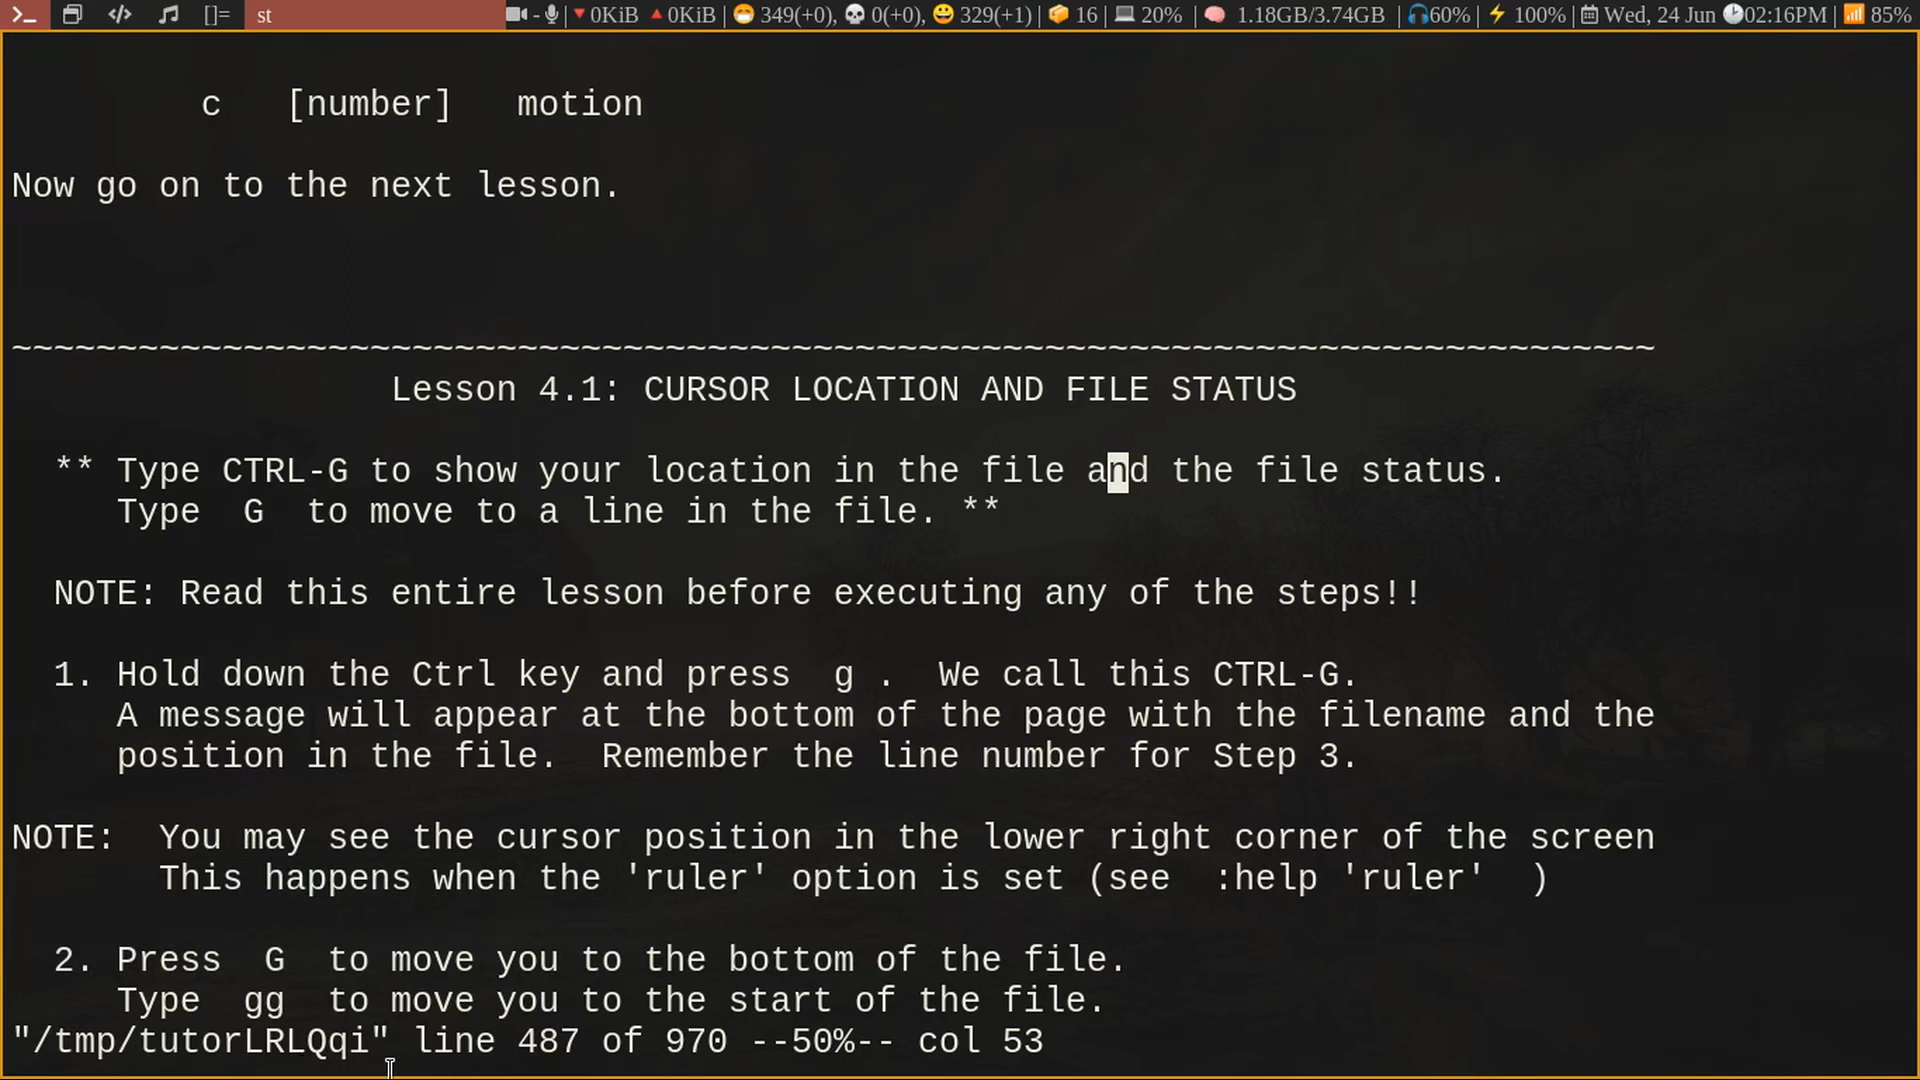 []= st - | ▼ 0KiB ▲ 0KiB | 😷 349(+0), 💀 0(+0), 😀 329(+1) | 📦 16 | 💻 20% | 🧠 1.18GB/3.74GB | 🎧60% | ⚡ 100% | Wed, 24 Jun 🕑02:16PM | 📶 85%
c [number] motion
Now go on to the next lesson.
~~~~~~~~~~~~~~~~~~~~~~~~~~~~~~~~~~~~~~~~~~~~~~~~~~~~~~~~~~~~~~~~~~~~~~~~~~~~~~
Lesson 4.1: CURSOR LOCATION AND FILE STATUS
** Type CTRL-G to show your location in the file and the file status.
Type G to move to a line in the file. **
NOTE: Read this entire lesson before executing any of the steps!!
1. Hold down the Ctrl key and press g . We call this CTRL-G.
A message will appear at the bottom of the page with the filename and the
position in the file. Remember the line number for Step 3.
NOTE: You may see the cursor position in the lower right corner of the screen
This happens when the 'ruler' option is set (see :help 'ruler' )
2. Press G to move you to the bottom of the file.
Type gg to move you to the start of the file.
"/tmp/tutorLRLQqi" line 487 of 970 --50%-- col 53